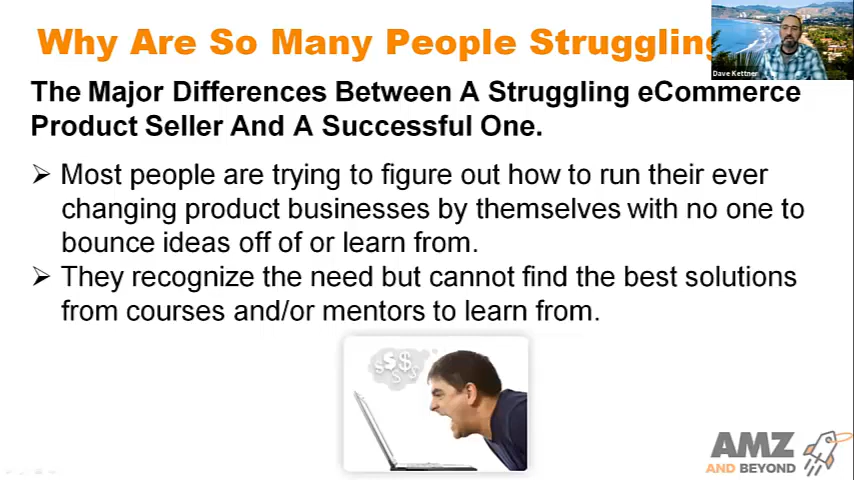 Why Are So Many People Struggling
Dave Kettner
The Major Differences Between A Struggling eCommerce
Product Seller And A Successful One.
➢ Most people are trying to figure out how to run their ever
changing product businesses by themselves with no one to
bounce ideas off of or learn from.
➢ They recognize the need but cannot find the best solutions
from courses and/or mentors to learn from.
$$$
$$
AMZ
AND BEYOND